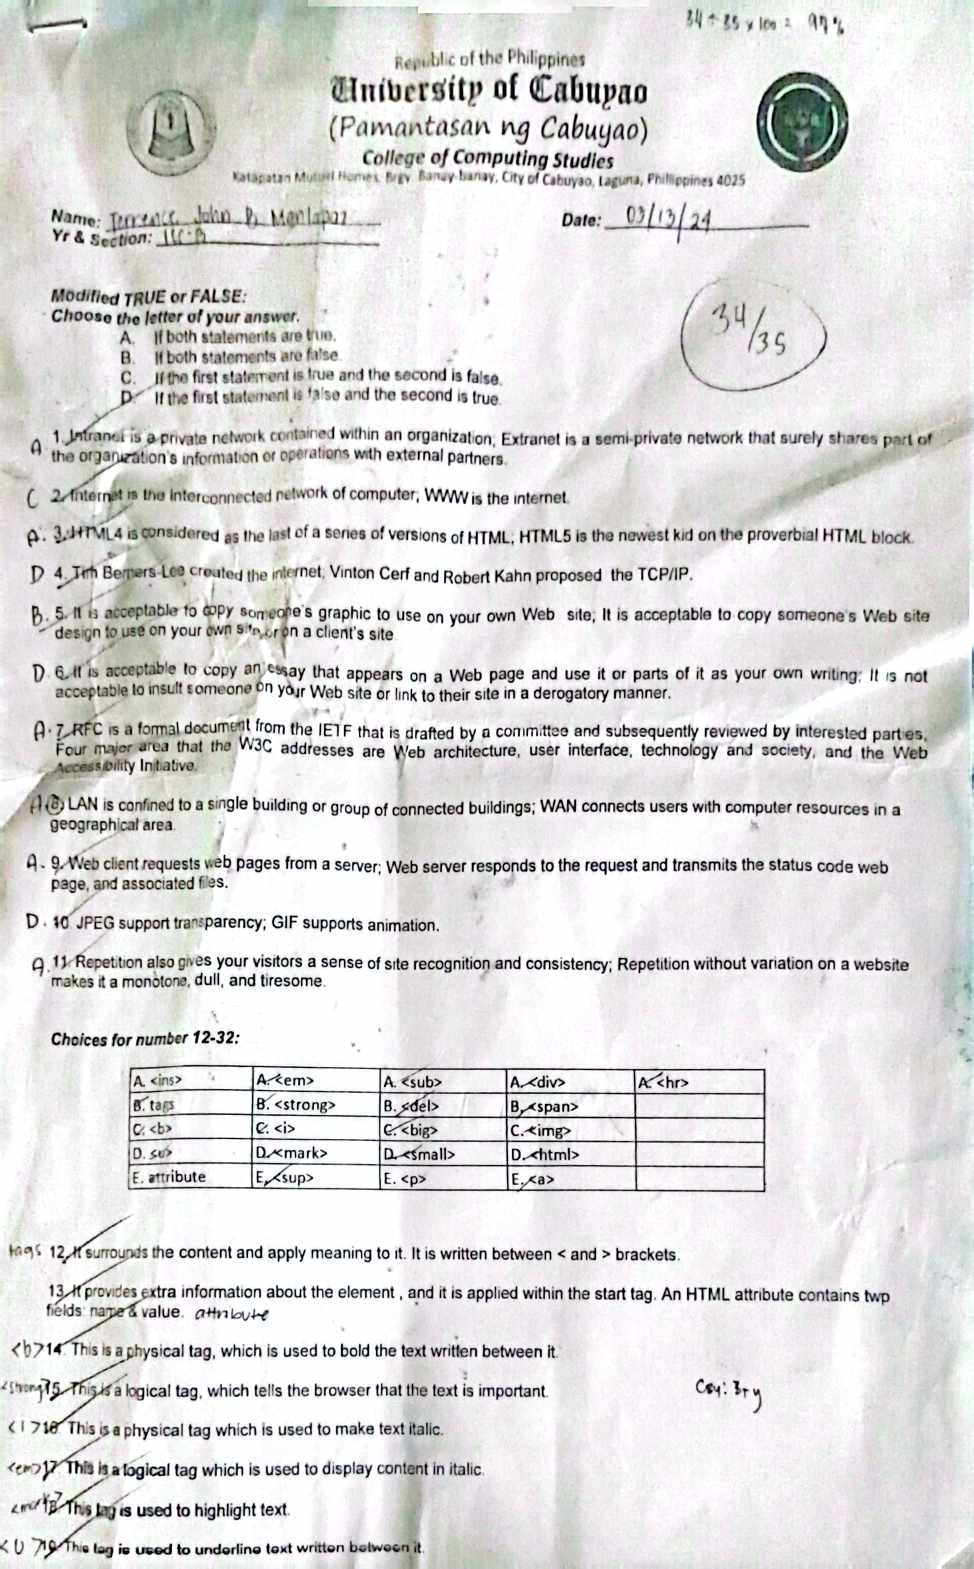 34 ÷ 35 x 100 = 97%
Republic of the Philippines
University of Cabuyao
(Pamantasan ng Cabuyao)
College of Computing Studies
Katapatan Mutual Homes, Brgy. Banay-banay, City of Cabuyao, Laguna, Philippines 4025
Name: Terrence John D. Manlapaz
Date: 03/13/24
Yr & Section:
Modified TRUE or FALSE:
Choose the letter of your answer.
A. If both statements are true.
B. If both statements are false.
C. If the first statement is true and the second is false.
D. If the first statement is false and the second is true.
34/35
A 1. Intranet is a private network contained within an organization; Extranet is a semi-private network that surely shares part of
the organization's information or operations with external partners.
C 2. Internet is the interconnected network of computer; WWW is the internet.
A. 3. HTML4 is considered as the last of a series of versions of HTML; HTML5 is the newest kid on the proverbial HTML block.
D 4. Tim Berners-Lee created the internet; Vinton Cerf and Robert Kahn proposed the TCP/IP.
B. 5. It is acceptable to copy someone's graphic to use on your own Web site; It is acceptable to copy someone's Web site
design to use on your own site or on a client's site
D 6. It is acceptable to copy an essay that appears on a Web page and use it or parts of it as your own writing; It is not
acceptable to insult someone on your Web site or link to their site in a derogatory manner.
A. 7. RFC is a formal document from the IETF that is drafted by a committee and subsequently reviewed by interested parties,
Four major area that the W3C addresses are Web architecture, user interface, technology and society, and the Web
Accessibility Initiative.
A 8. LAN is confined to a single building or group of connected buildings; WAN connects users with computer resources in a
geographical area.
A. 9. Web client requests web pages from a server; Web server responds to the request and transmits the status code web
page, and associated files.
D. 10. JPEG support transparency; GIF supports animation.
A. 11. Repetition also gives your visitors a sense of site recognition and consistency; Repetition without variation on a website
makes it a monotone, dull, and tiresome.
Choices for number 12-32:
A. <ins> A. <em> A. <sub> A. <div> A. <hr>
B. tags B. <strong> B. <del> B. <span>
C. <b> C. <i> C. <big> C. <img>
D. <u> D. <mark> D. <small> D. <html>
E. attribute E. <sup> E. <p> E. <a>
tags 12. It surrounds the content and apply meaning to it. It is written between < and > brackets.
13. It provides extra information about the element , and it is applied within the start tag. An HTML attribute contains twp
fields: name & value. attribute
<b> 14. This is a physical tag, which is used to bold the text written between it.
<strong> 15. This is a logical tag, which tells the browser that the text is important.
<i> 16. This is a physical tag which is used to make text italic.
<em> 17. This is a logical tag which is used to display content in italic.
<mark> 18. This tag is used to highlight text.
<U> 19. This tag is used to underline text written between it.